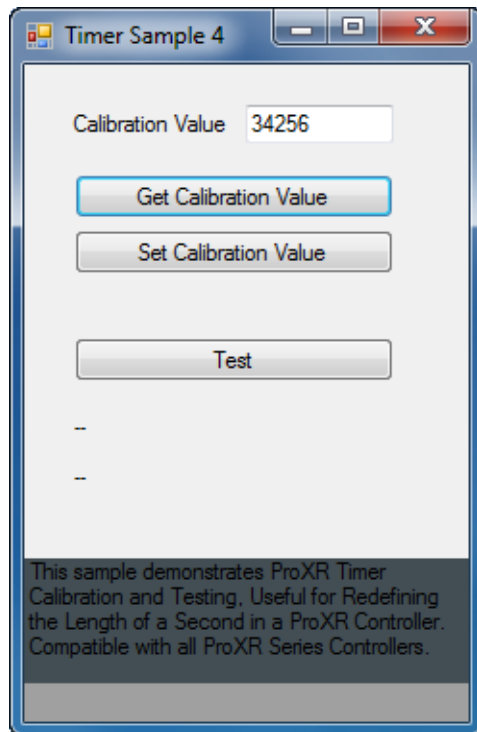 Timer Sample 4
Calibration Value 34256
Get Calibration Value
Set Calibration Value
Test
--
--
This sample demonstrates ProXR Timer
Calibration and Testing, Useful for Redefining
the Length of a Second in a ProXR Controller.
Compatible with all ProXR Series Controllers.